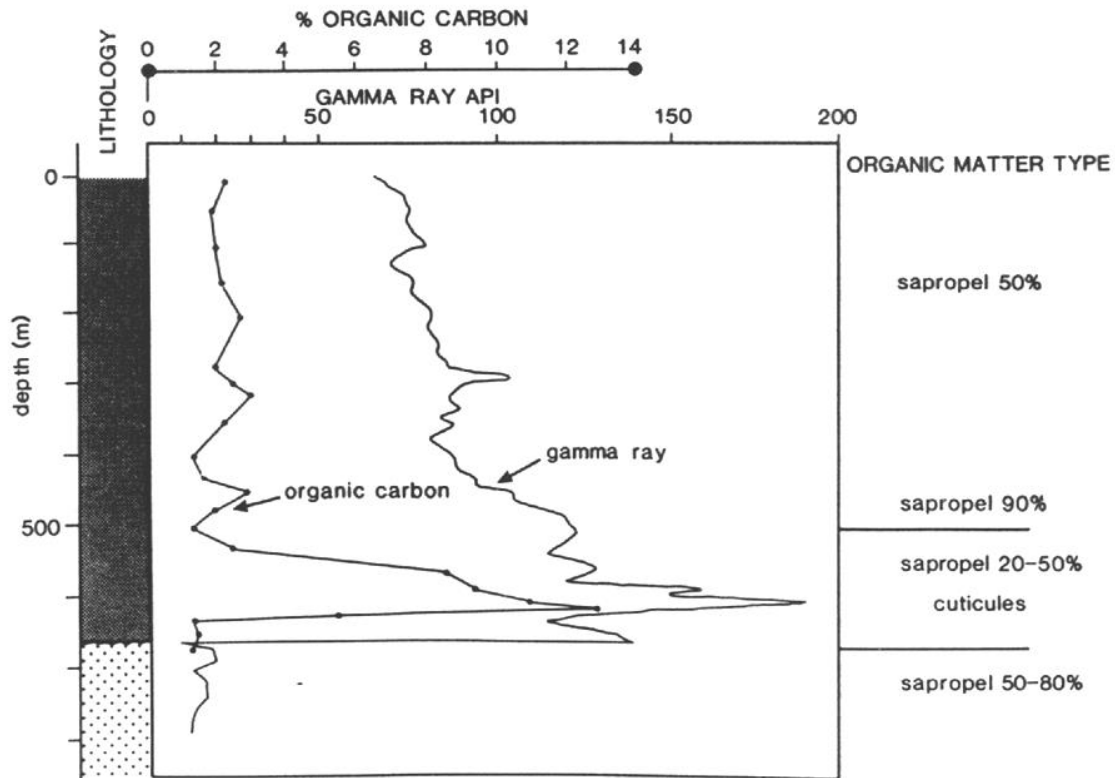 % ORGANIC CARBON
0 2 4 6 8 10 12 14
LITHOLOGY
GAMMA RAY API
0 50 100 150 200
ORGANIC MATTER TYPE
0
sapropel 50%
depth (m)
gamma ray
organic carbon
sapropel 90%
500
sapropel 20-50%
cuticules
sapropel 50-80%